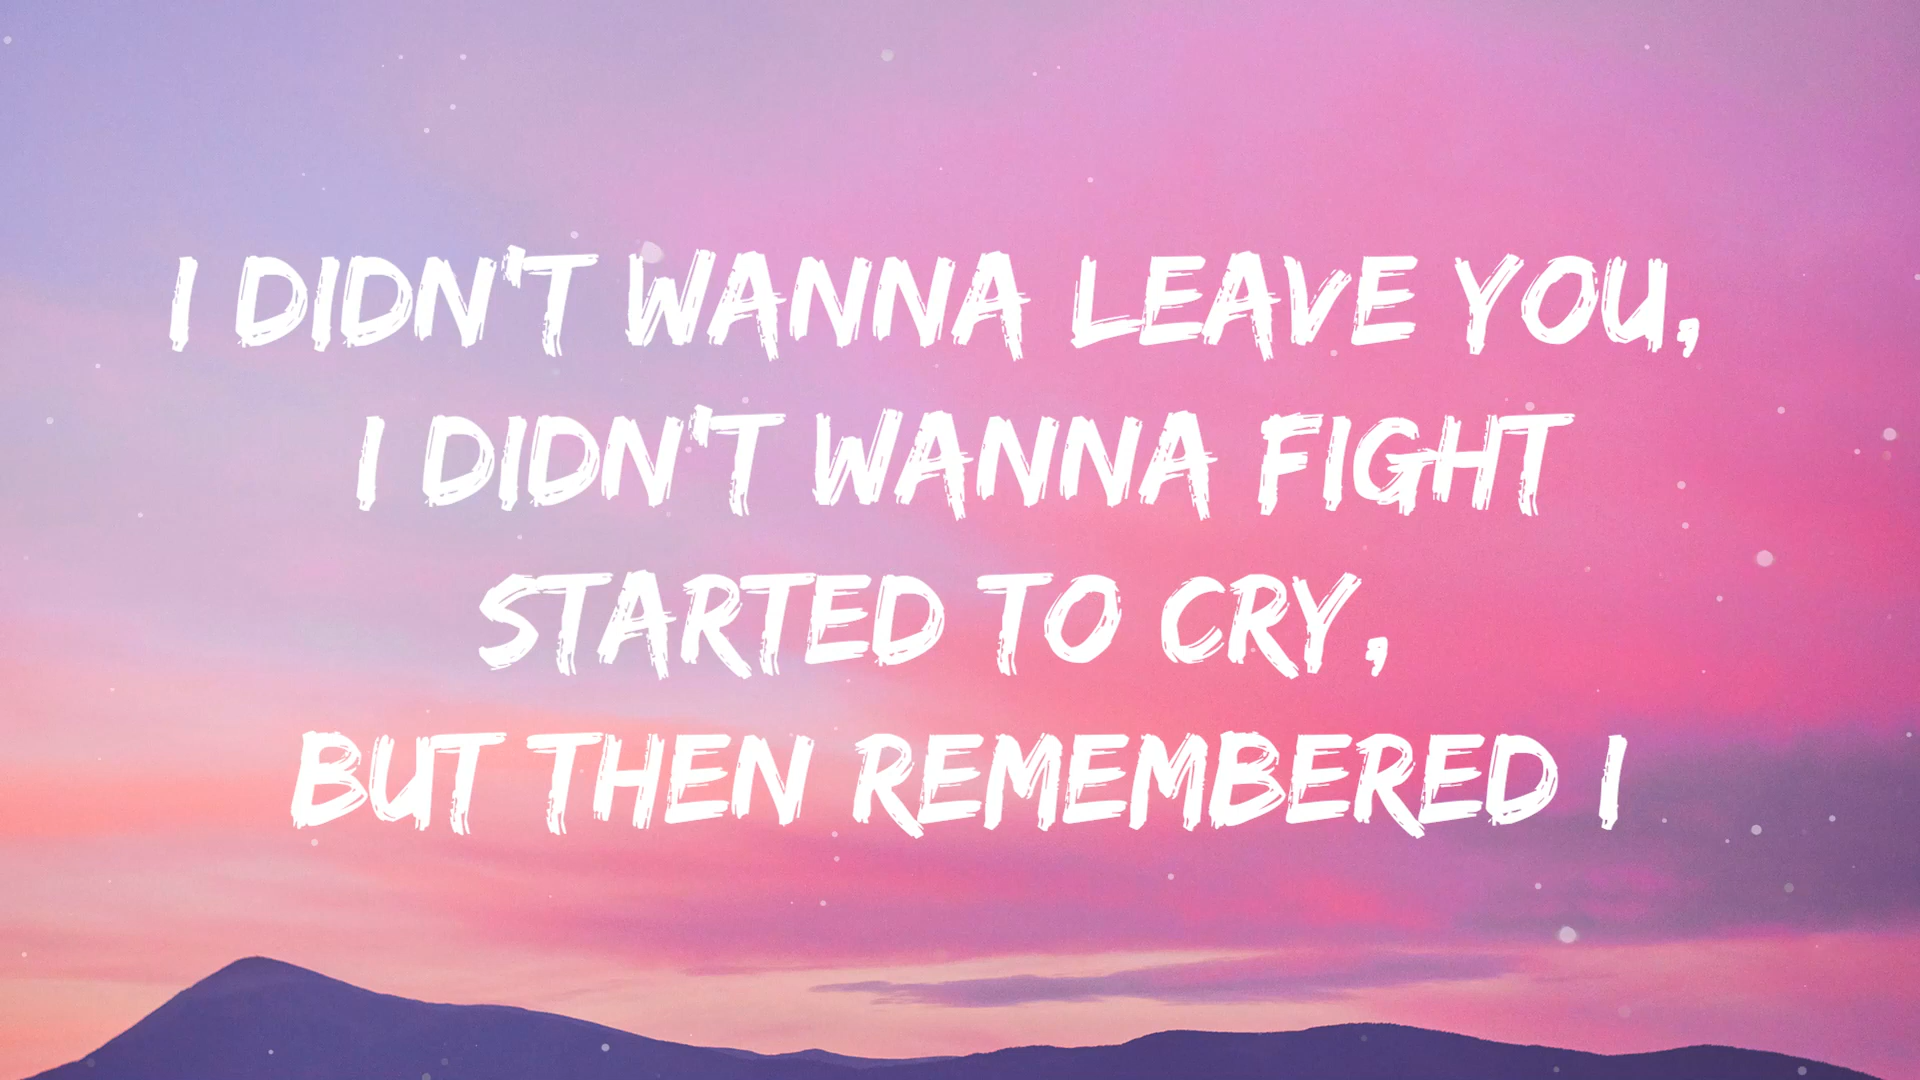 I DIDN'T WANNA LEAVE YOU,
I DIDN'T WANNA FIGHT
STARTED TO CRY,
BUT THEN REMEMBERED I